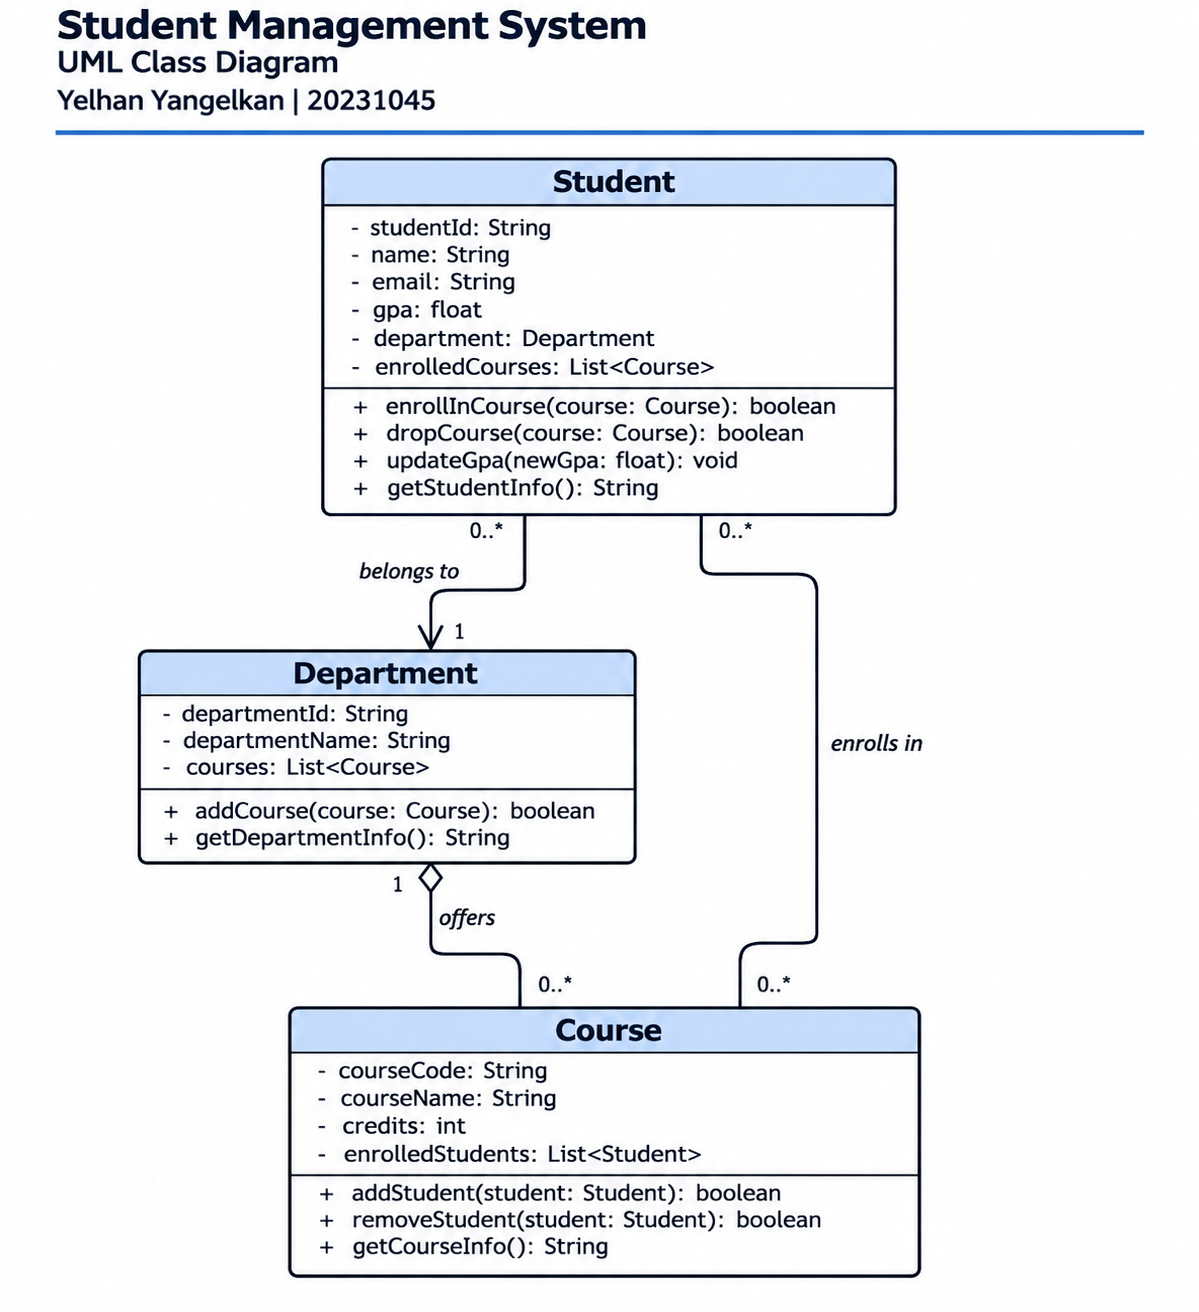 Student Management System
UML Class Diagram
Yelhan Yangelkan | 20231045
Student
- studentId: String
- name: String
- email: String
- gpa: float
- department: Department
- enrolledCourses: List<Course>
+ enrollInCourse(course: Course): boolean
+ dropCourse(course: Course): boolean
+ updateGpa(newGpa: float): void
+ getStudentInfo(): String
0..*
0..*
belongs to
1
Department
- departmentId: String
- departmentName: String
- courses: List<Course>
+ addCourse(course: Course): boolean
+ getDepartmentInfo(): String
enrolls in
1
offers
0..*
0..*
Course
- courseCode: String
- courseName: String
- credits: int
- enrolledStudents: List<Student>
+ addStudent(student: Student): boolean
+ removeStudent(student: Student): boolean
+ getCourseInfo(): String